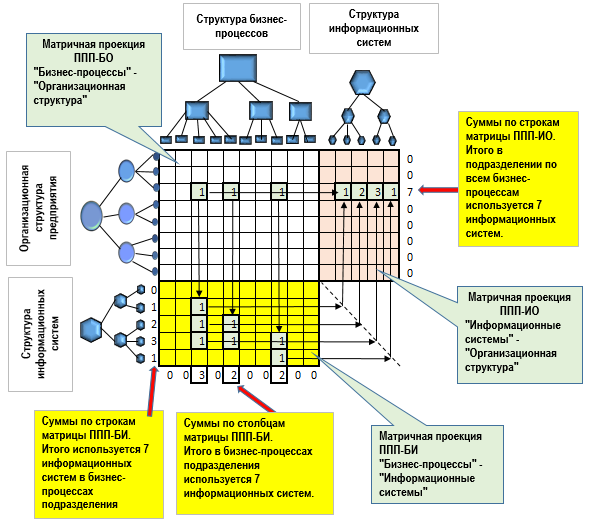 Структура бизнес-
процессов
Структура
информационных
систем
Матричная проекция
ППП-БО
"Бизнес-процессы" -
"Организационная
структура"
Суммы по строкам
матрицы ППП-ИО.
Итого в
подразделении по
всем бизнес-
процессам
используется 7
информационных
систем.
Организационная
структура
предприятия
0
0
1 1 1 1 2 3 1 7
0
0
0
0
0
Структура
информационных
систем
0
1 1
2 1 1
3 1 1 1
1 1
0 0 3 0 2 0 0 2 0 0
Матричная проекция
ППП-ИО
"Информационные
системы" -
"Организационная
структура"
Суммы по строкам
матрицы ППП-БИ.
Итого используется 7
информационных
систем в бизнес-
процессах
подразделения
Суммы по столбцам
матрицы ППП-БИ.
Итого в бизнес-процессах
подразделения
используется 7
информационных систем.
Матричная проекция
ППП-БИ
"Бизнес-процессы" -
"Информационные
системы"